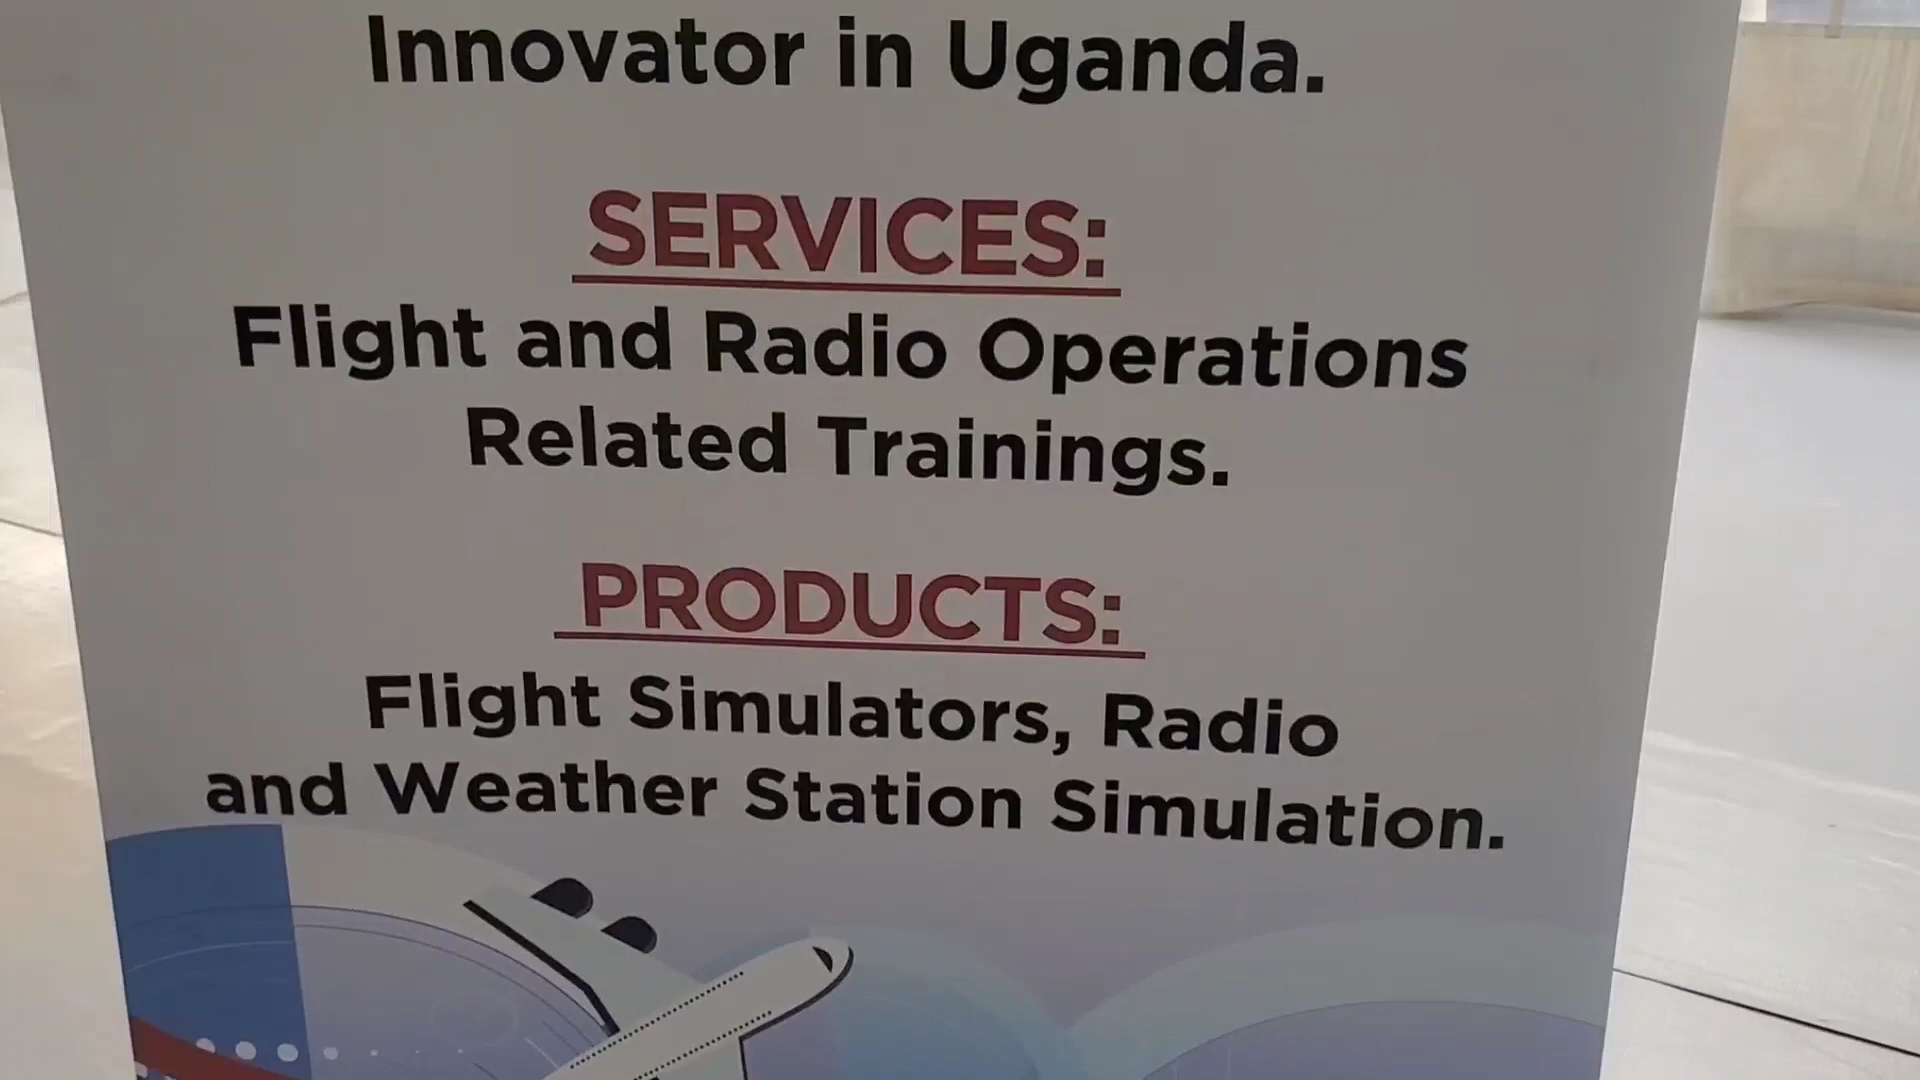 Innovator in Uganda.
SERVICES:
Flight and Radio Operations
Related Trainings.
PRODUCTS:
Flight Simulators, Radio
and Weather Station Simulation.